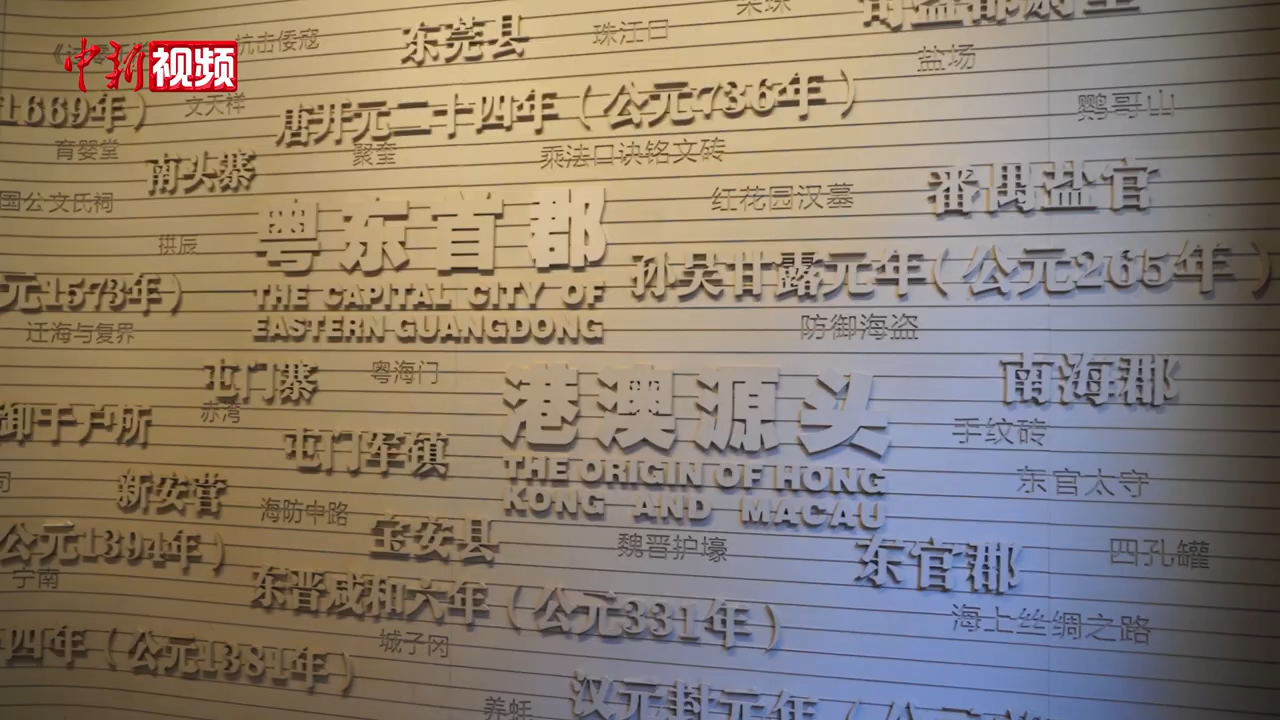 中新视频
抗击倭寇
东莞县
珠江口
盐场
1669年）
文天祥
唐开元二十四年（公元736年）
鹦哥山
育婴堂
南头寨
聚奎
乘法口诀铭文砖
国公文氏祠
红花园汉墓
番禺盐官
拱辰
粤东首郡
THE CAPITAL CITY OF
EASTERN GUANGDONG
孙吴甘露元年（公元265年）
元1573年）
迁海与复界
防御海盗
屯门寨
粤海门
港澳源头
THE ORIGIN OF HONG
KONG AND MACAU
南海郡
赤湾
御千户所
屯门军镇
手纹砖
司
新安营
海防中路
东官太守
宝安县
魏晋护壕
东官郡
四孔罐
公元1394年）
宁南
东晋咸和六年（公元331年）
海上丝绸之路
四年（公元1381年）
城子冈
养蚝
汉元封元年（公元